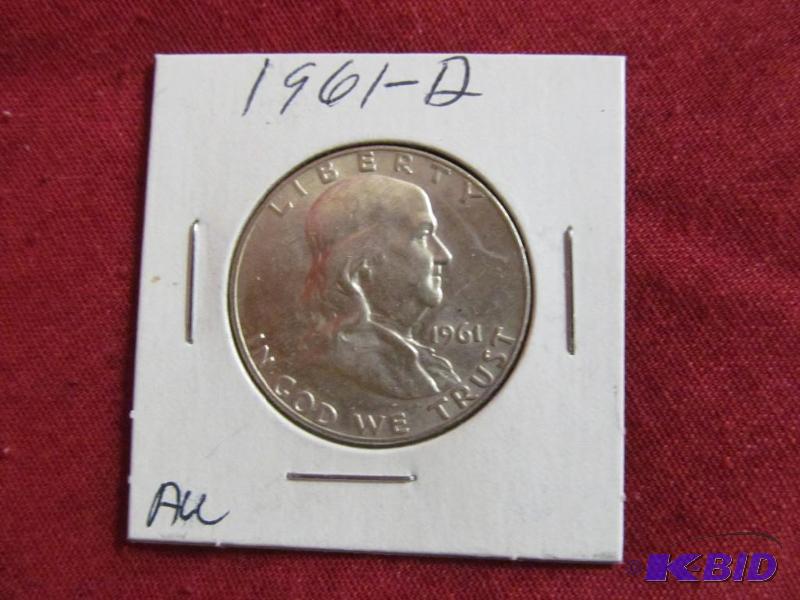 1961-D
LIBERTY
1961
IN GOD WE TRUST
AU
K-BID